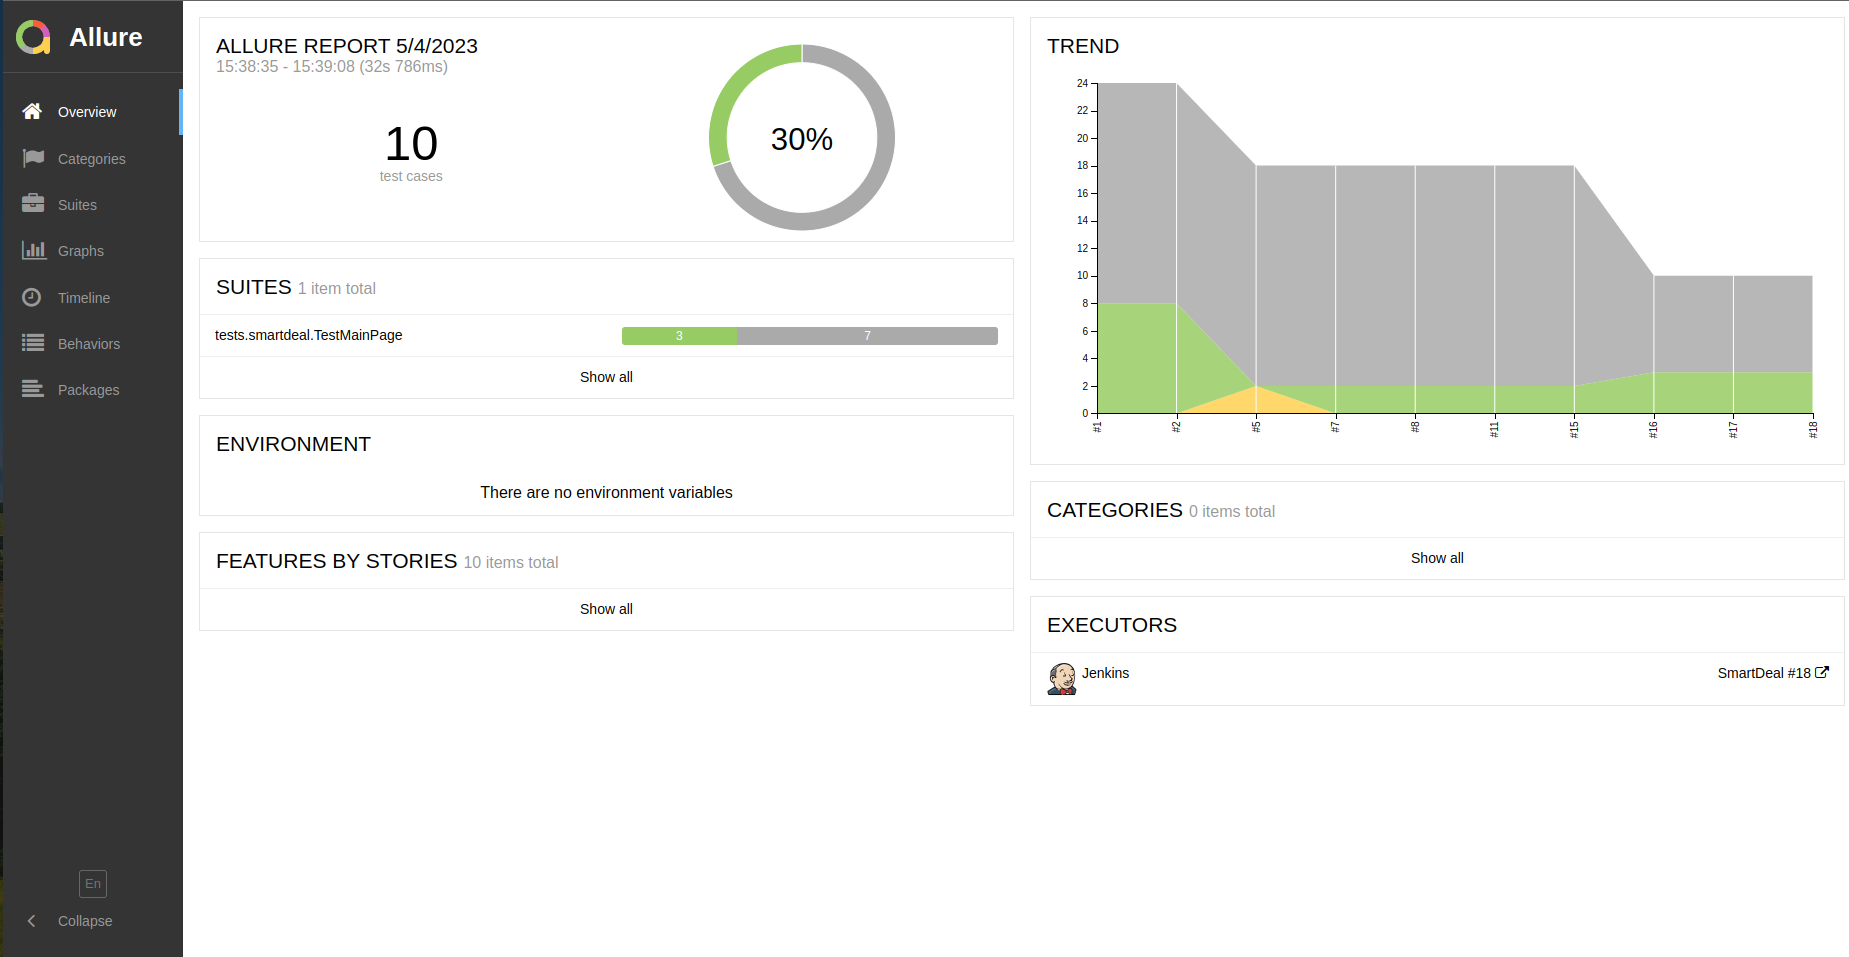 Allure
Overview
Categories
Suites
Graphs
Timeline
Behaviors
Packages
En
Collapse
ALLURE REPORT 5/4/2023
15:38:35 - 15:39:08 (32s 786ms)
10
test cases
30%
SUITES 1 item total
tests.smartdeal.TestMainPage
3
7
Show all
ENVIRONMENT
There are no environment variables
FEATURES BY STORIES 10 items total
Show all
TREND
24
22
20
18
16
14
12
10
8
6
4
2
0
#1
#2
#5
#7
#8
#11
#15
#16
#17
#18
CATEGORIES 0 items total
Show all
EXECUTORS
Jenkins
SmartDeal #18